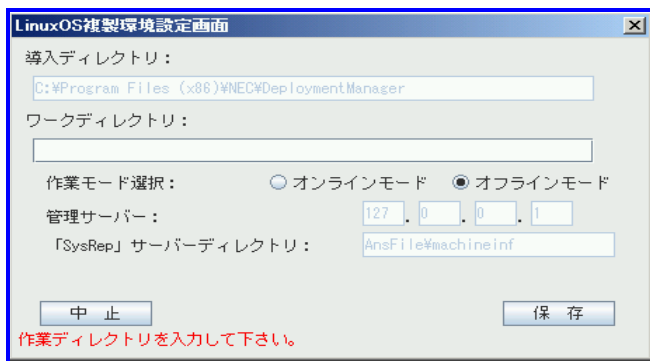 LinuxOS複製環境設定画面
導入ディレクトリ：
C:¥Program Files (x86)¥NEC¥DeploymentManager
ワークディレクトリ：
作業モード選択： オンラインモード オフラインモード
管理サーバー： 127 . 0 . 0 . 1
「SysRep」サーバーディレクトリ： AnsFile¥machineinf
中 止 保 存
作業ディレクトリを入力して下さい。